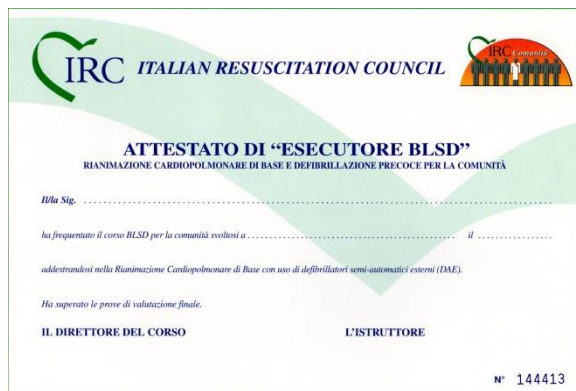 IRC ITALIAN RESUSCITATION COUNCIL
IRC Comunità
ATTESTATO DI “ESECUTORE BLSD”
RIANIMAZIONE CARDIOPOLMONARE DI BASE E DEFIBRILLAZIONE PRECOCE PER LA COMUNITÀ
Il/la Sig. ........................................................................
ha frequentato il corso BLSD per la comunità svoltosi a ........................................ il ....................
addestrandosi nella Rianimazione Cardiopolmonare di Base con uso di defibrillatori semi-automatici esterni (DAE).
Ha superato le prove di valutazione finale.
IL DIRETTORE DEL CORSO L'ISTRUTTORE
N° 144413